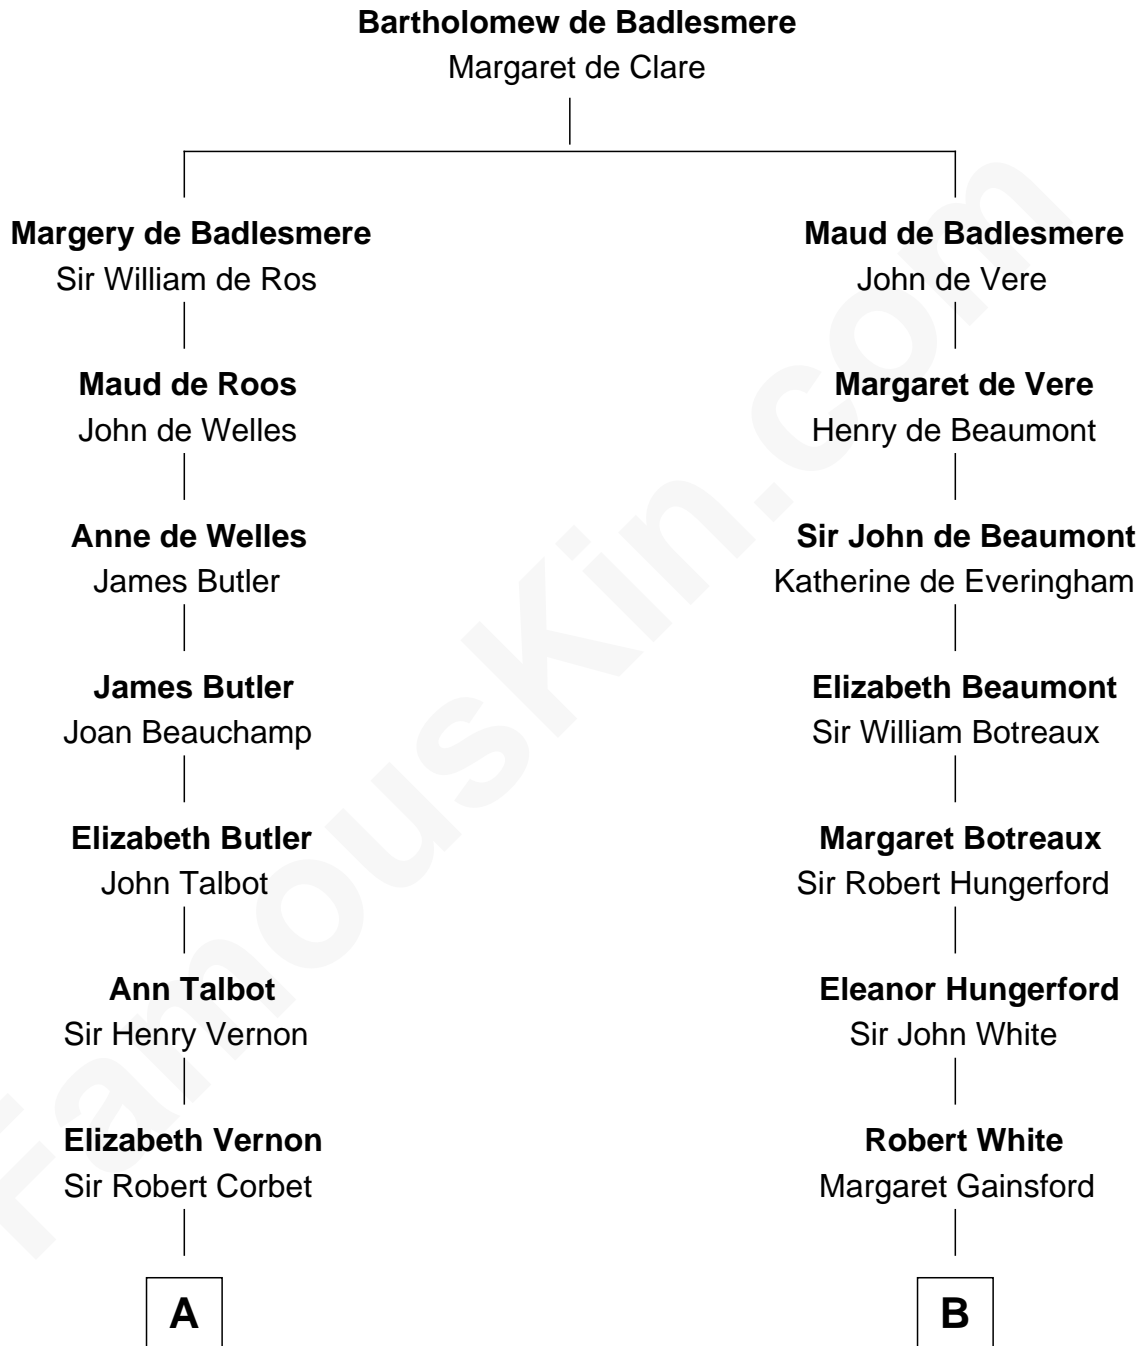 Bartholomew de Badlesmere
Margaret de Clare
Margery de Badlesmere
Sir William de Ros
Maud de Badlesmere
John de Vere
Maud de Roos
John de Welles
Margaret de Vere
Henry de Beaumont
Anne de Welles
James Butler
Sir John de Beaumont
Katherine de Everingham
James Butler
Joan Beauchamp
Elizabeth Beaumont
Sir William Botreaux
Elizabeth Butler
John Talbot
Margaret Botreaux
Sir Robert Hungerford
Ann Talbot
Sir Henry Vernon
Eleanor Hungerford
Sir John White
Elizabeth Vernon
Sir Robert Corbet
Robert White
Margaret Gainsford
A
B
FamousKin.com